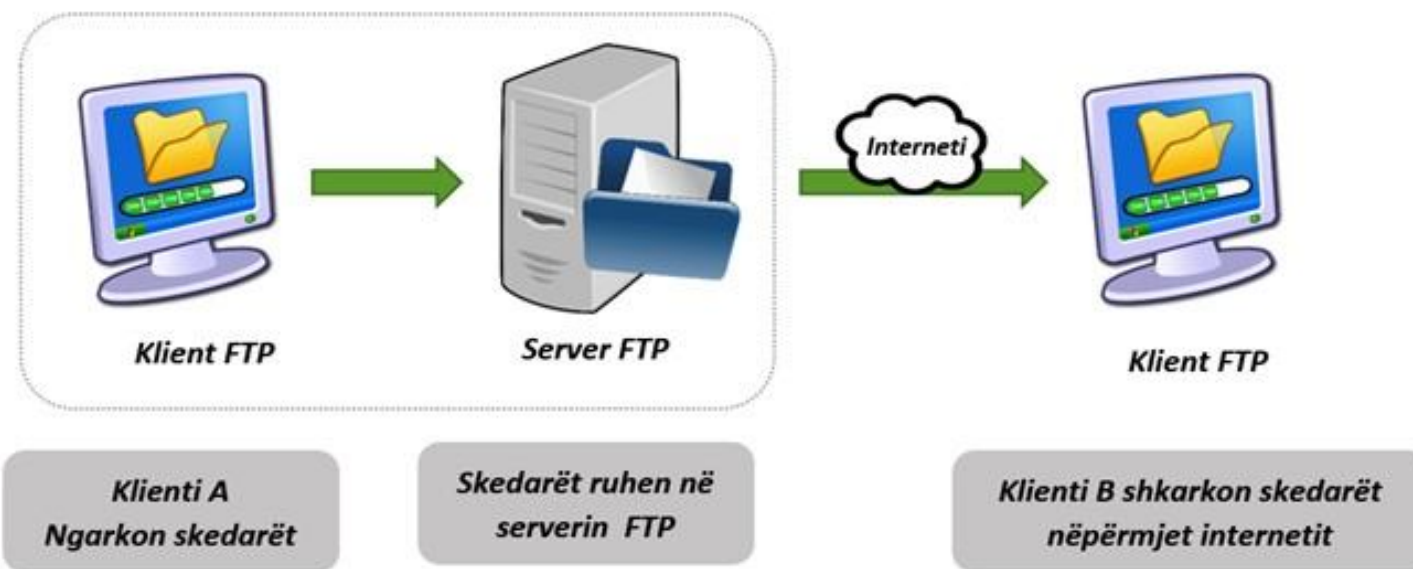 Interneti
Klient FTP
Server FTP
Klient FTP
Klienti A
Ngarkon skedarët
Skedarët ruhen në
serverin FTP
Klienti B shkarkon skedarët
nëpërmjet internetit